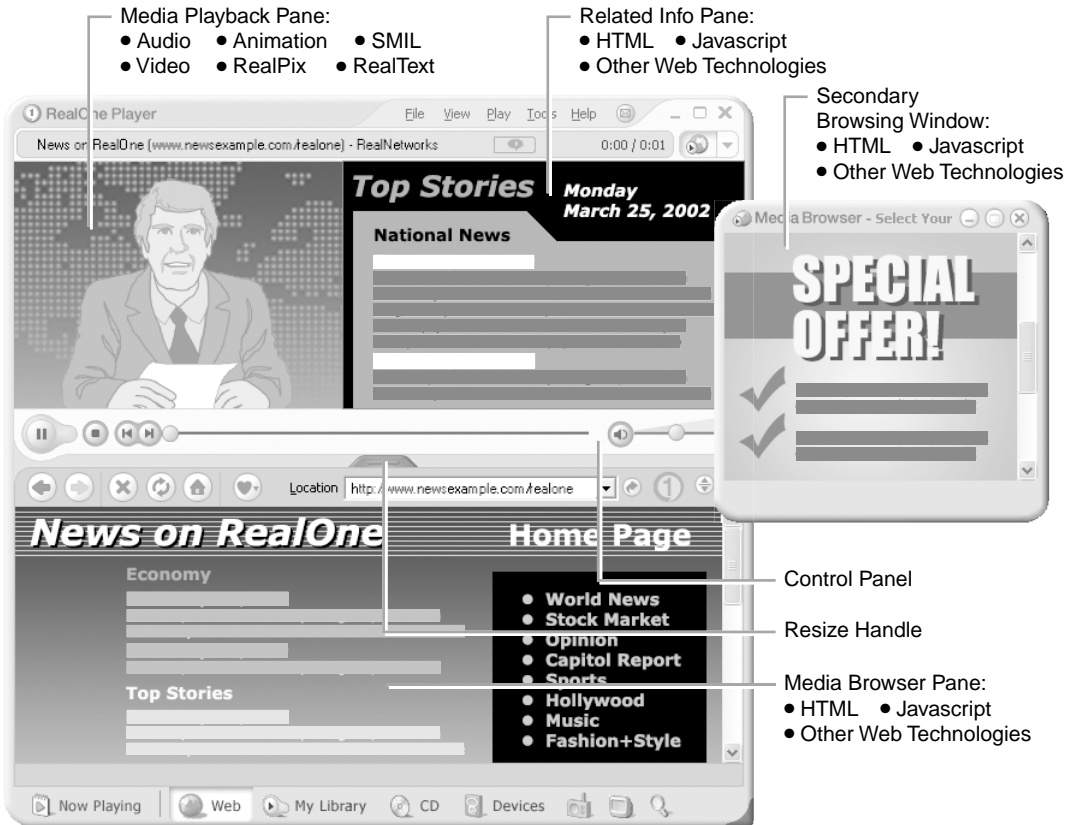 Media Playback Pane:
● Audio ● Animation ● SMIL
● Video ● RealPix ● RealText
Related Info Pane:
● HTML ● Javascript
● Other Web Technologies
Secondary
Browsing Window:
● HTML ● Javascript
● Other Web Technologies
1 RealOne Player
File View Play Tools Help
News on RealOne (www.newsexample.com/realone) - RealNetworks
0:00 / 0:01
Top Stories
Monday
March 25, 2002
National News
Media Browser - Select Your
SPECIAL
OFFER!
Location http://www.newsexample.com/realone
1
News on RealOne
Home Page
Economy
Top Stories
● World News
● Stock Market
● Opinion
● Capitol Report
● Sports
● Hollywood
● Music
● Fashion+Style
Control Panel
Resize Handle
Media Browser Pane:
● HTML ● Javascript
● Other Web Technologies
Now Playing Web My Library CD Devices